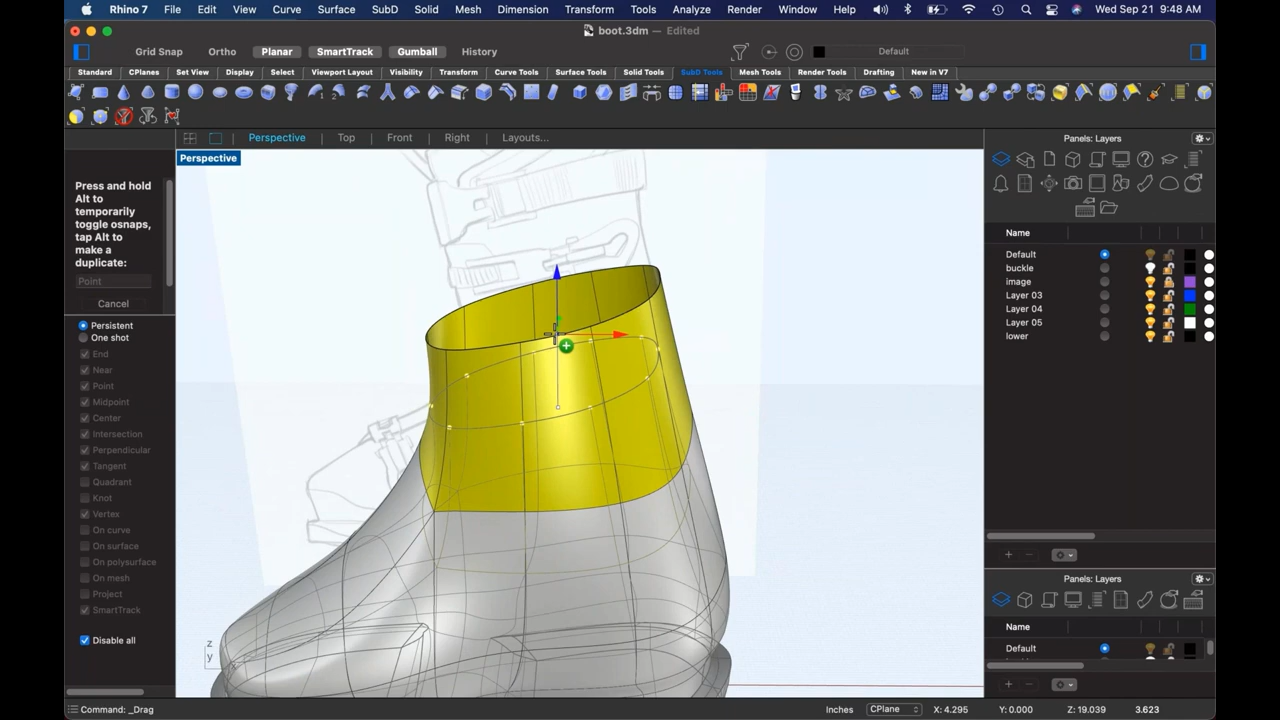 Rhino 7 File Edit View Curve Surface SubD Solid Mesh Dimension Transform Tools Analyze Render Window Help Wed Sep 21 9:48 AM
boot.3dm — Edited
Grid Snap Ortho Planar SmartTrack Gumball History Default
Standard CPlanes Set View Display Select Viewport Layout Visibility Transform Curve Tools Surface Tools Solid Tools SubD Tools Mesh Tools Render Tools Drafting New in V7
Perspective Top Front Right Layouts...
Panels: Layers
Perspective
Press and hold
Alt to
temporarily
toggle osnaps,
tap Alt to
make a
duplicate:
Point
Cancel
Persistent
One shot
End
Near
Point
Midpoint
Center
Intersection
Perpendicular
Tangent
Quadrant
Knot
Vertex
On curve
On surface
On polysurface
On mesh
Project
SmartTrack
Disable all
z
y
Name
Default
buckle
image
Layer 03
Layer 04
Layer 05
lower
Panels: Layers
Name
Default
Command: _Drag
Inches CPlane X: 4.295 Y: 0.000 Z: 19.039 3.623